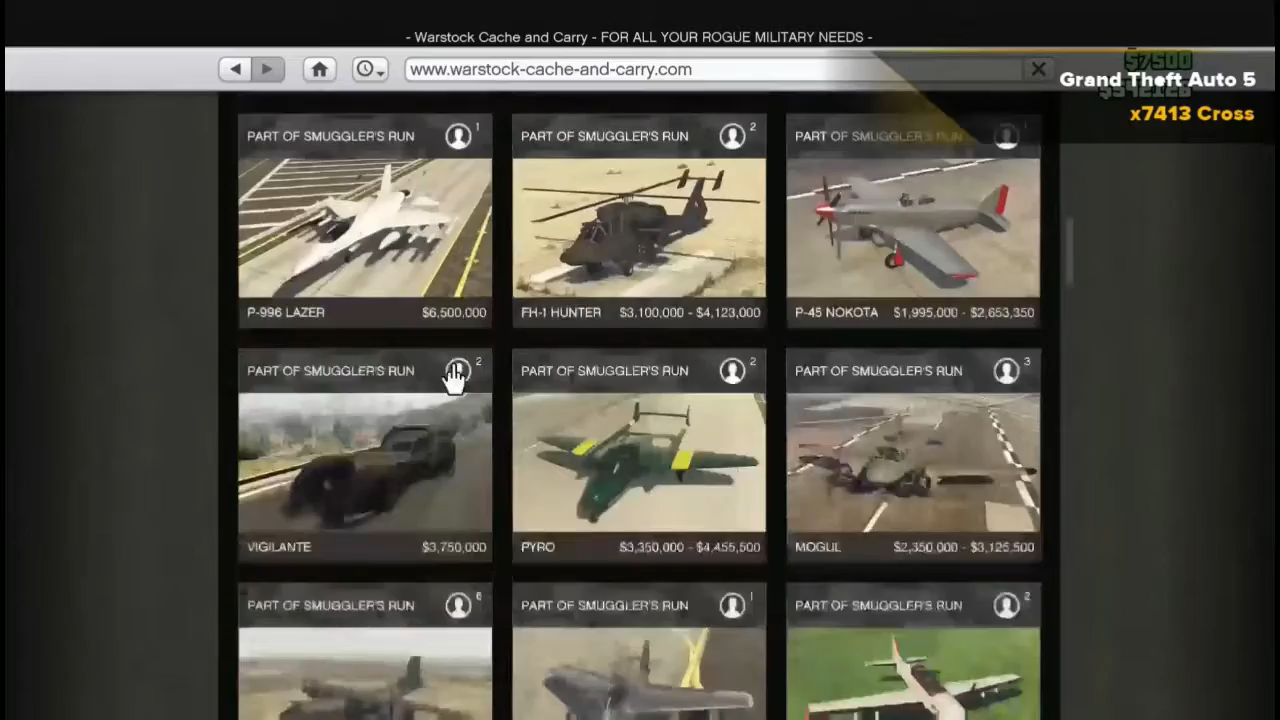 - Warstock Cache and Carry - FOR ALL YOUR ROGUE MILITARY NEEDS -
www.warstock-cache-and-carry.com
$7500
Grand Theft Auto 5
x7413 Cross
PART OF SMUGGLER'S RUN 1
PART OF SMUGGLER'S RUN 2
PART OF SMUGGLER'S RUN 1
P-996 LAZER $6,500,000
FH-1 HUNTER $3,100,000 - $4,123,000
P-45 NOKOTA $1,995,000 - $2,653,350
PART OF SMUGGLER'S RUN 2
PART OF SMUGGLER'S RUN 2
PART OF SMUGGLER'S RUN 3
VIGILANTE $3,750,000
PYRO $3,350,000 - $4,455,500
MOGUL $2,350,000 - $3,125,500
PART OF SMUGGLER'S RUN 6
PART OF SMUGGLER'S RUN 1
PART OF SMUGGLER'S RUN 2